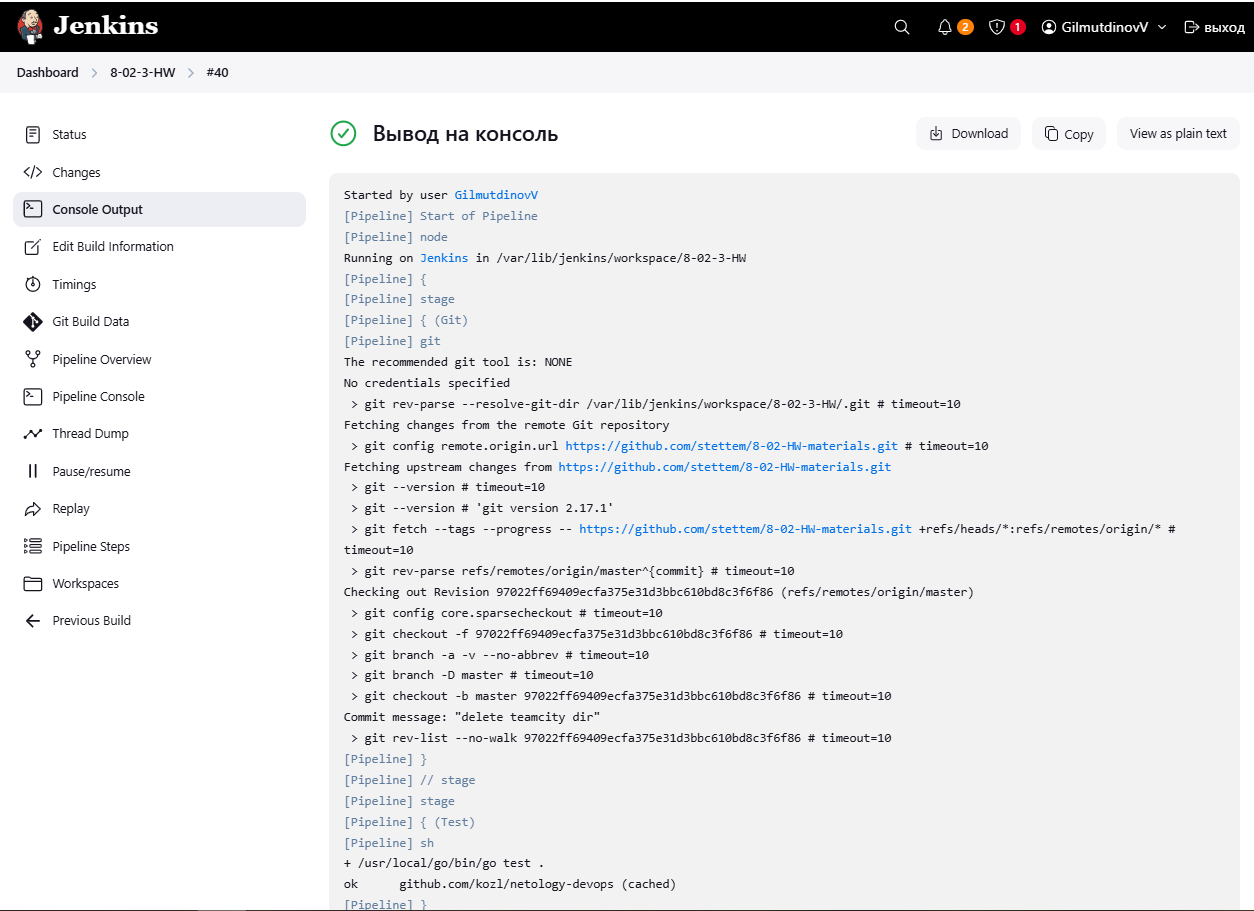 Jenkins
2
1
GilmutdinovV
выход
Dashboard
8-02-3-HW
#40
Status
Changes
Console Output
Edit Build Information
Timings
Git Build Data
Pipeline Overview
Pipeline Console
Thread Dump
Pause/resume
Replay
Pipeline Steps
Workspaces
Previous Build
Вывод на консоль
Download
Copy
View as plain text
Started by user GilmutdinovV
[Pipeline] Start of Pipeline
[Pipeline] node
Running on Jenkins in /var/lib/jenkins/workspace/8-02-3-HW
[Pipeline] {
[Pipeline] stage
[Pipeline] { (Git)
[Pipeline] git
The recommended git tool is: NONE
No credentials specified
 > git rev-parse --resolve-git-dir /var/lib/jenkins/workspace/8-02-3-HW/.git # timeout=10
Fetching changes from the remote Git repository
 > git config remote.origin.url https://github.com/stettem/8-02-HW-materials.git # timeout=10
Fetching upstream changes from https://github.com/stettem/8-02-HW-materials.git
 > git --version # timeout=10
 > git --version # 'git version 2.17.1'
 > git fetch --tags --progress -- https://github.com/stettem/8-02-HW-materials.git +refs/heads/*:refs/remotes/origin/* #
timeout=10
 > git rev-parse refs/remotes/origin/master^{commit} # timeout=10
Checking out Revision 97022ff69409ecfa375e31d3bbc610bd8c3f6f86 (refs/remotes/origin/master)
 > git config core.sparsecheckout # timeout=10
 > git checkout -f 97022ff69409ecfa375e31d3bbc610bd8c3f6f86 # timeout=10
 > git branch -a -v --no-abbrev # timeout=10
 > git branch -D master # timeout=10
 > git checkout -b master 97022ff69409ecfa375e31d3bbc610bd8c3f6f86 # timeout=10
Commit message: "delete teamcity dir"
 > git rev-list --no-walk 97022ff69409ecfa375e31d3bbc610bd8c3f6f86 # timeout=10
[Pipeline] }
[Pipeline] // stage
[Pipeline] stage
[Pipeline] { (Test)
[Pipeline] sh
+ /usr/local/go/bin/go test .
ok      github.com/kozl/netology-devops (cached)
[Pipeline] }